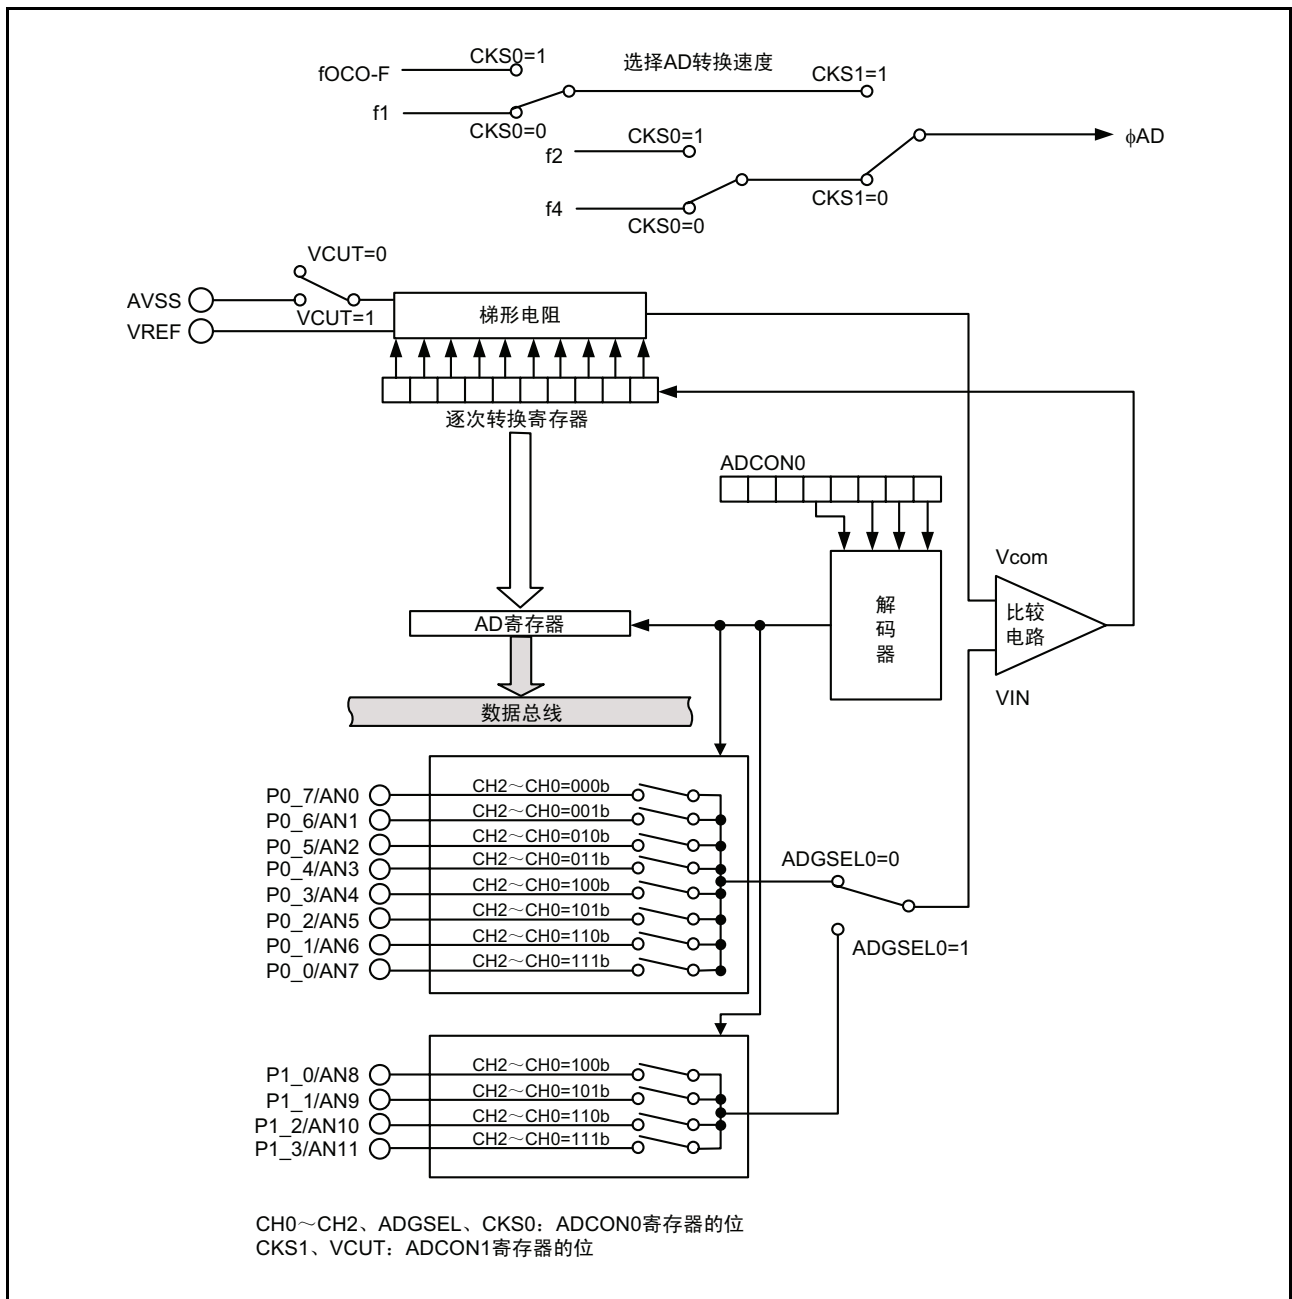 CKS0=1
选择AD转换速度
fOCO-F
CKS1=1
f1
CKS0=0
CKS0=1
f2
ϕAD
CKS1=0
f4
CKS0=0
VCUT=0
AVSS
VCUT=1
梯形电阻
VREF
逐次转换寄存器
ADCON0
Vcom
解码器
比较电路
AD寄存器
VIN
数据总线
P0_7/AN0 CH2～CH0=000b
P0_6/AN1 CH2～CH0=001b
P0_5/AN2 CH2～CH0=010b
P0_4/AN3 CH2～CH0=011b
P0_3/AN4 CH2～CH0=100b
P0_2/AN5 CH2～CH0=101b
P0_1/AN6 CH2～CH0=110b
P0_0/AN7 CH2～CH0=111b
ADGSEL0=0
ADGSEL0=1
P1_0/AN8 CH2～CH0=100b
P1_1/AN9 CH2～CH0=101b
P1_2/AN10 CH2～CH0=110b
P1_3/AN11 CH2～CH0=111b
CH0～CH2、ADGSEL、CKS0：ADCON0寄存器的位
CKS1、VCUT：ADCON1寄存器的位